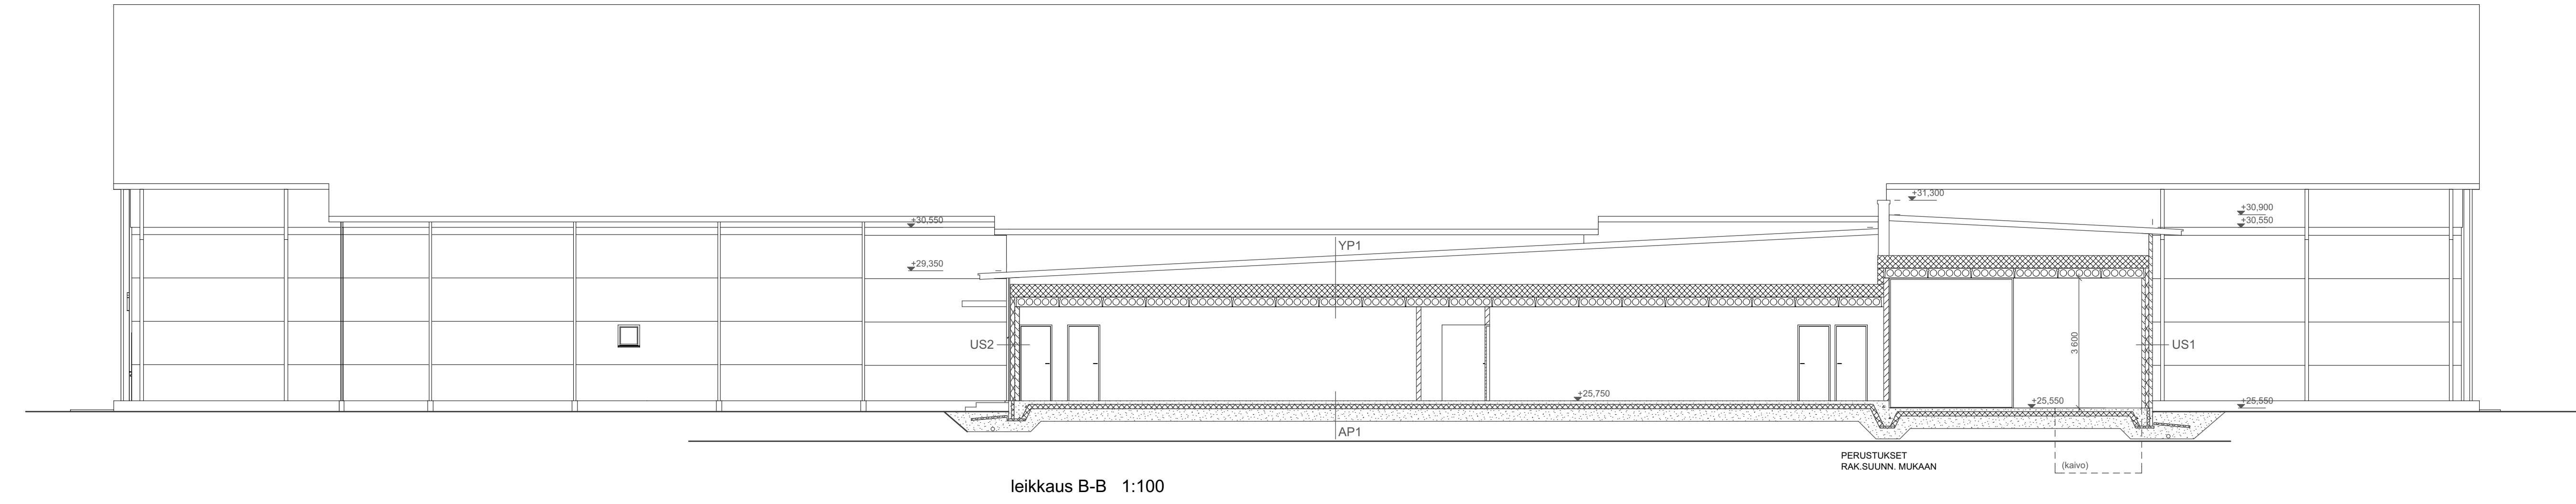 +31,300
+30,900
+30,550
+30,550
+29,350
YP1
US2
US1
3 600
+25,750
+25,550
+25,550
AP1
PERUSTUKSET
RAK.SUUNN. MUKAAN
(kaivo)
leikkaus B-B 1:100